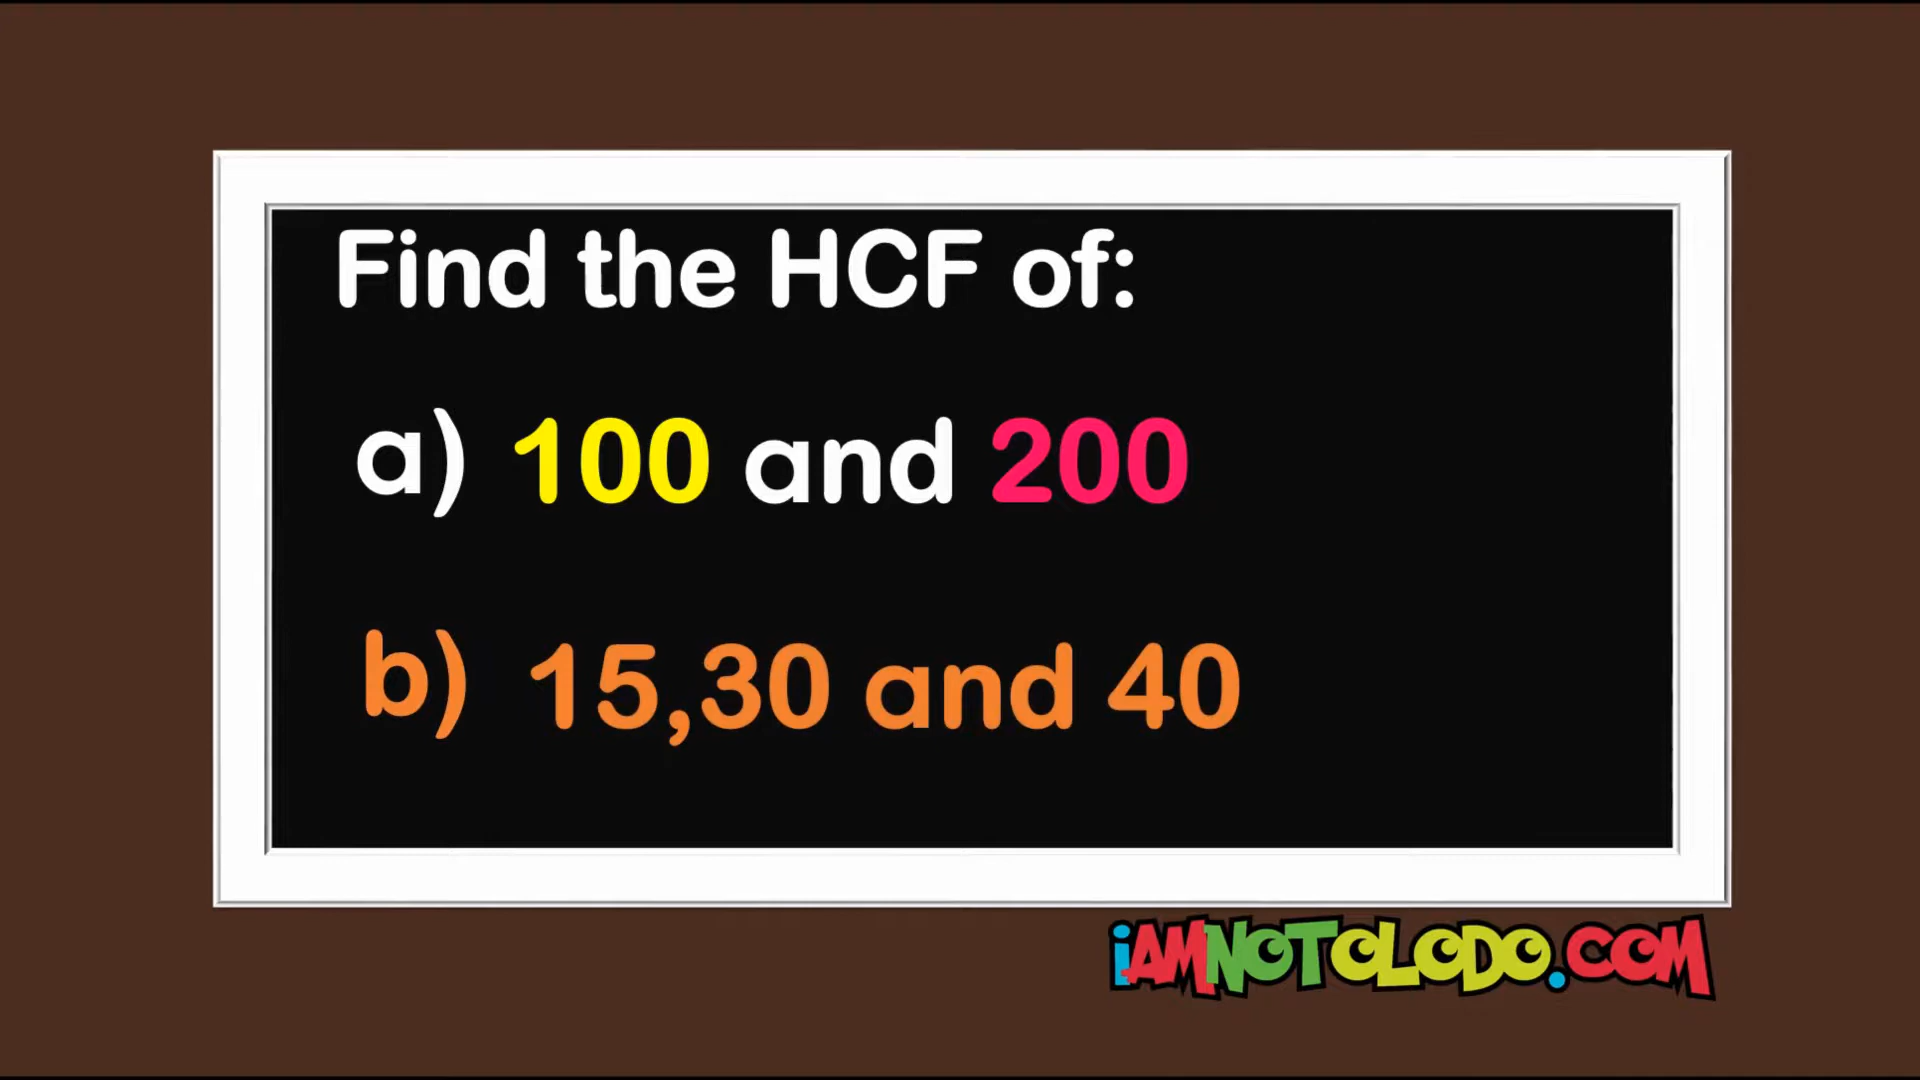 Find the HCF of:
a) 100 and 200
b) 15,30 and 40
iAMNOTOLODO.COM